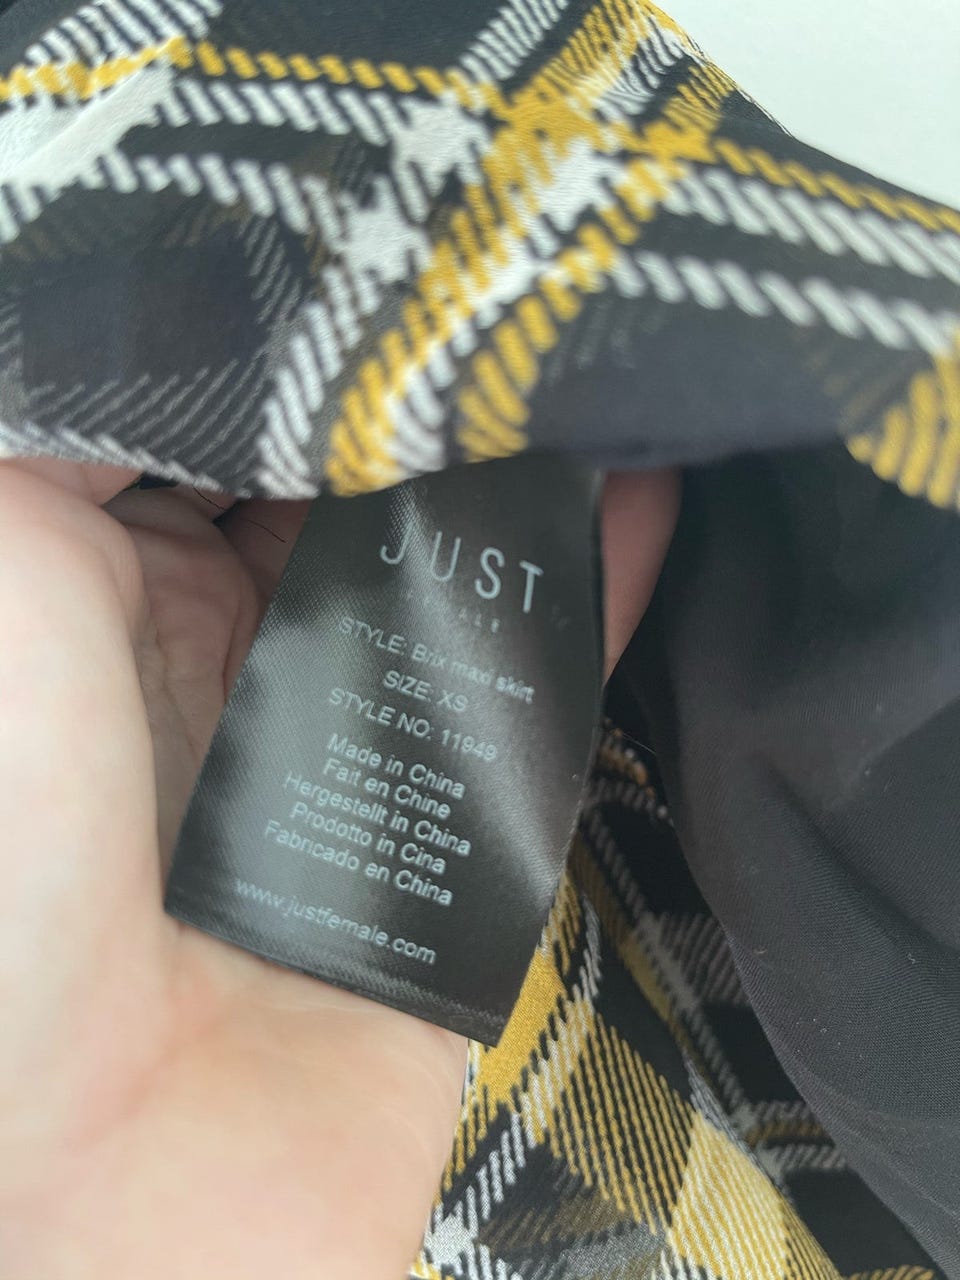 JUST
STYLE: Brix maxi skirt
SIZE: XS
STYLE NO: 11949
Made in China
Fait en Chine
Hergestellt in China
Prodotto in Cina
Fabricado en China
www.justfemale.com